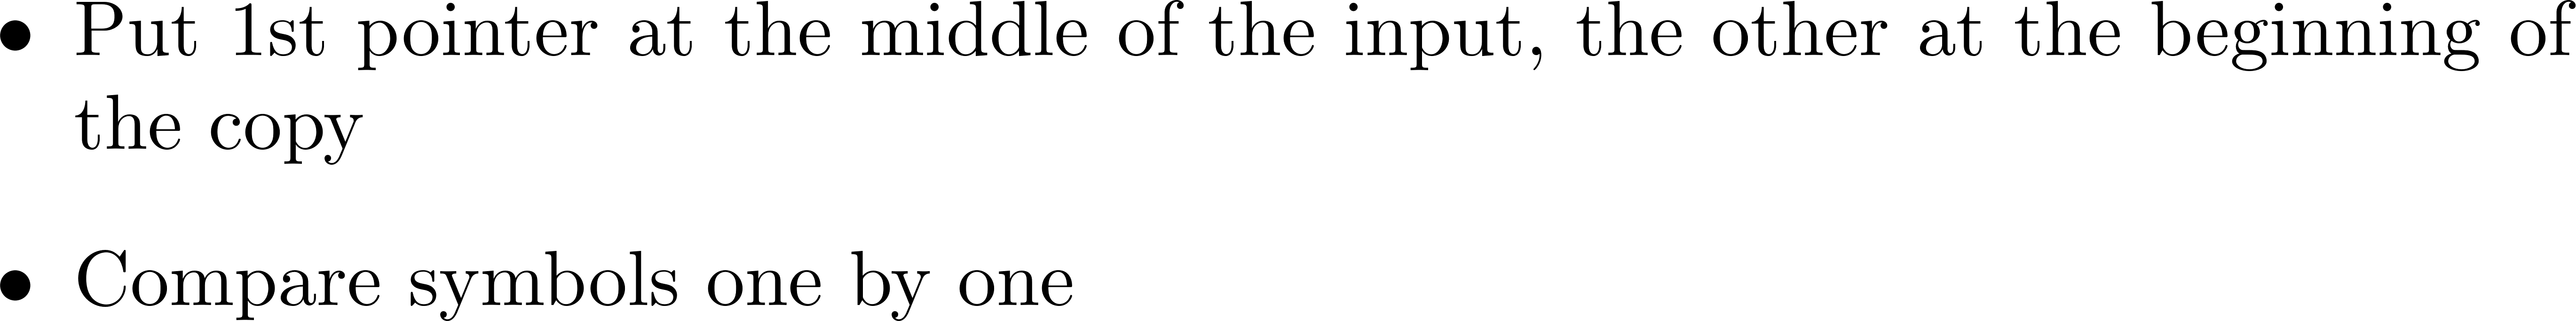 • Put 1st pointer at the middle of the input, the other at the beginning of
the copy
• Compare symbols one by one